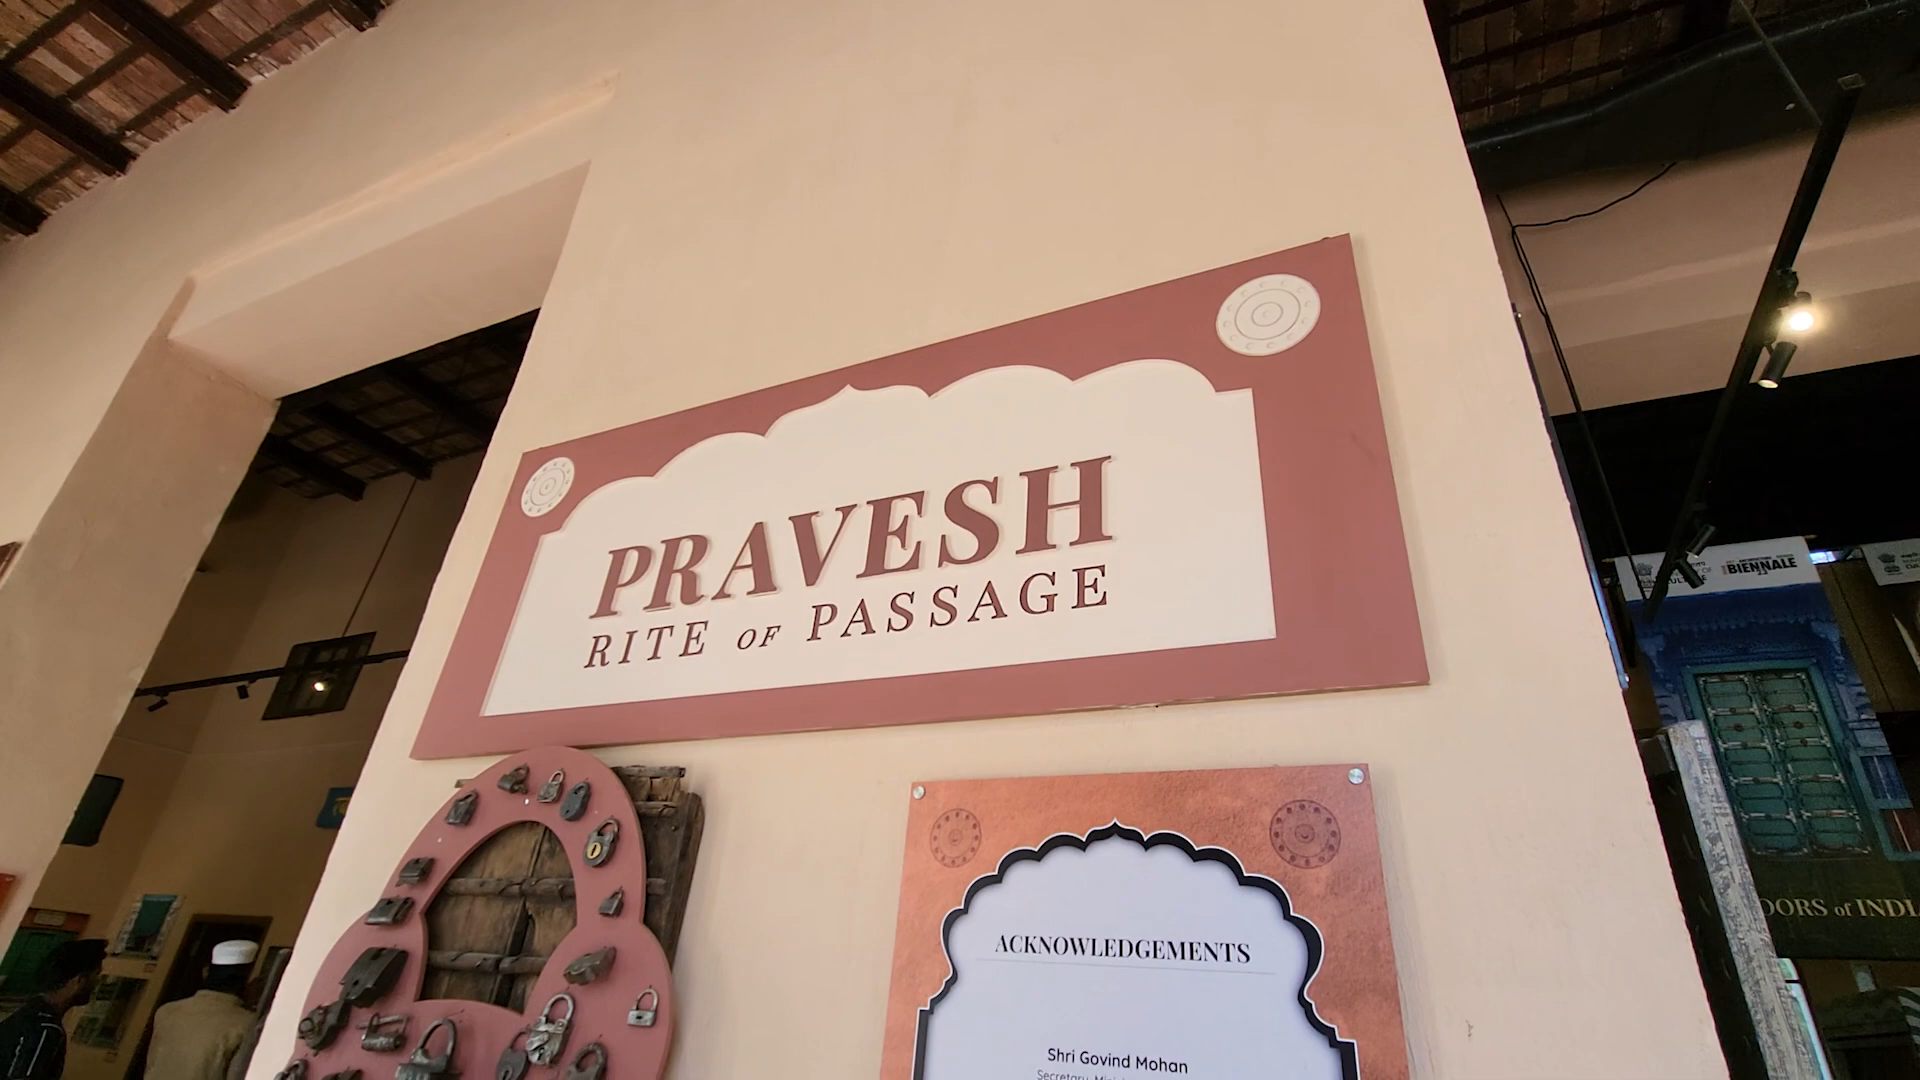 PRAVESH
RITE OF PASSAGE
ACKNOWLEDGEMENTS
Shri Govind Mohan
BIENNALE
OORS of INDI